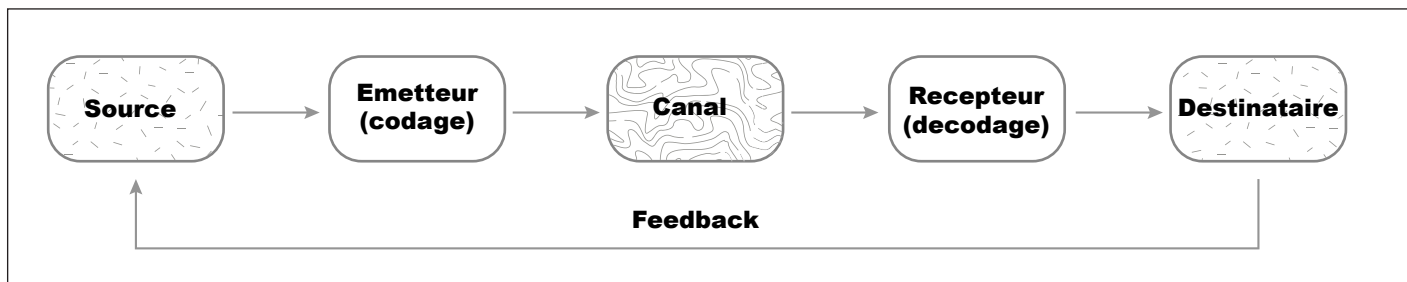 Source
Emetteur
(codage)
Canal
Recepteur
(decodage)
Destinataire
Feedback